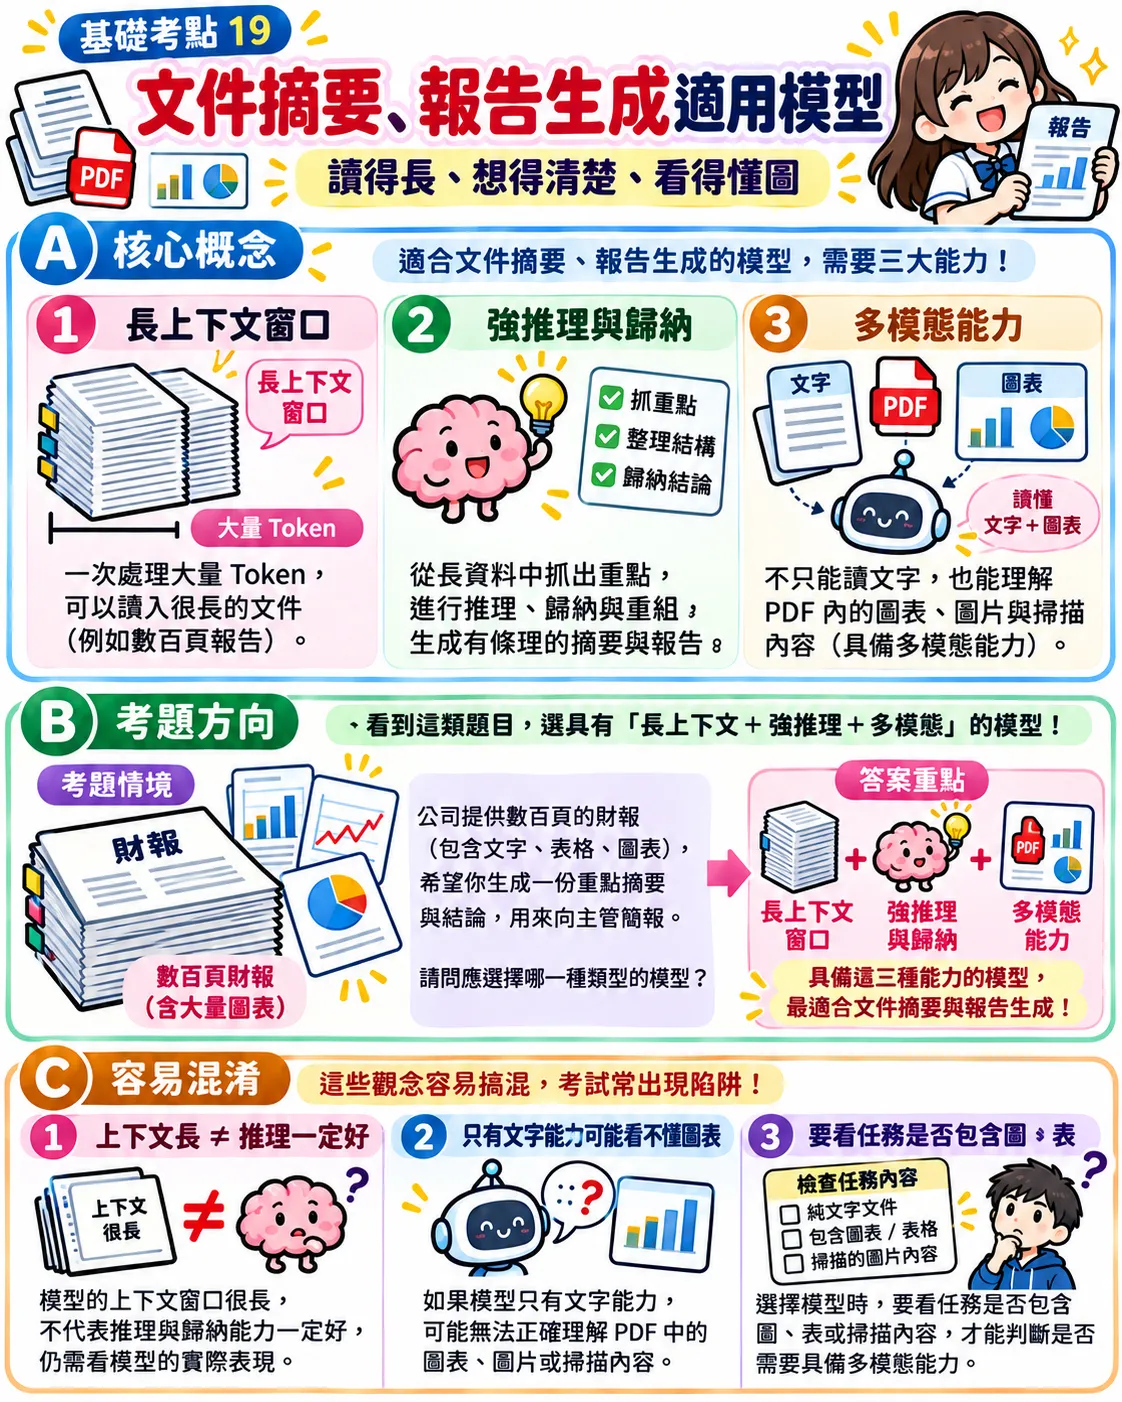 基礎考點 19
文件摘要、報告生成適用模型
讀得長、想得清楚、看得懂圖
PDF
報告
A 核心概念
適合文件摘要、報告生成的模型，需要三大能力！
1 長上下文窗口
長上下文
窗口
大量 Token
一次處理大量 Token，
可以讀入很長的文件
（例如數百頁報告）。
2 強推理與歸納
抓重點
整理結構
歸納結論
從長資料中抓出重點，
進行推理、歸納與重組，
生成有條理的摘要與報告。
3 多模態能力
文字
PDF
圖表
讀懂
文字＋圖表
不只能讀文字，也能理解
PDF 內的圖表、圖片與掃描
內容（具備多模態能力）。
B 考題方向
、看到這類題目，選具有「長上下文＋強推理＋多模態」的模型！
考題情境
財報
數百頁財報
（含大量圖表）
公司提供數百頁的財報
（包含文字、表格、圖表），
希望你生成一份重點摘要
與結論，用來向主管簡報。
請問應選擇哪一種類型的模型？
答案重點
PDF
長上下文
窗口
＋
強推理
與歸納
＋
多模態
能力
具備這三種能力的模型，
最適合文件摘要與報告生成！
C 容易混淆
這些觀念容易搞混，考試常出現陷阱！
1 上下文長 ≠ 推理一定好
上下文
很長
≠
?
模型的上下文窗口很長，
不代表推理與歸納能力一定好，
仍需看模型的實際表現。
2 只有文字能力可能看不懂圖表
?
如果模型只有文字能力，
可能無法正確理解 PDF 中的
圖表、圖片或掃描內容。
3 要看任務是否包含圖、表
檢查任務內容
純文字文件
包含圖表 / 表格
掃描的圖片內容
?
選擇模型時，要看任務是否包含
圖、表或掃描內容，才能判斷是否
需要具備多模態能力。